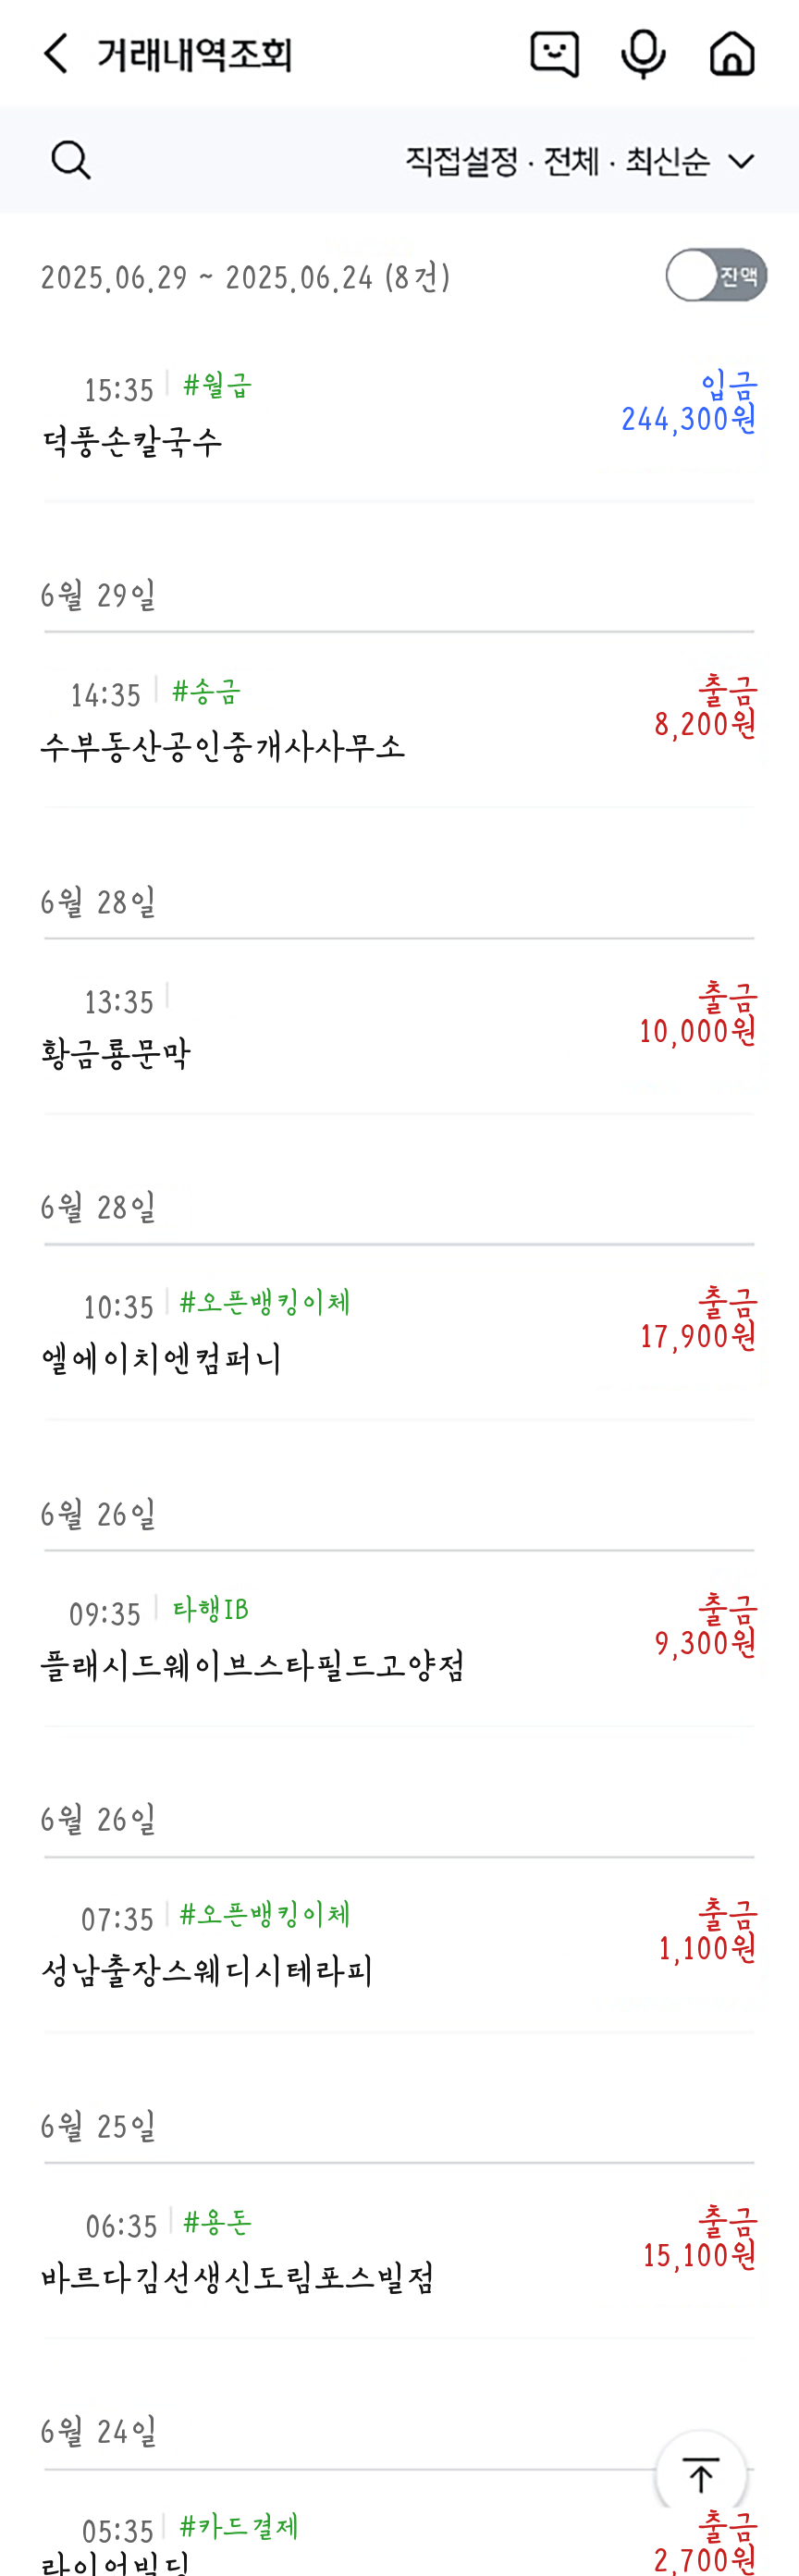 거래내역조회
직접설정 · 전체 · 최신순
2025.06.29 ~ 2025.06.24 (8건)
잔액
15:35 #월급
입금
덕풍손칼국수
244,300원
6월 29일
14:35 #송금
출금
수부동산공인중개사사무소
8,200원
6월 28일
13:35
출금
황금룡문막
10,000원
6월 28일
10:35 #오픈뱅킹이체
출금
엘에이치엔컴퍼니
17,900원
6월 26일
09:35 타행IB
출금
플래시드웨이브스타필드고양점
9,300원
6월 26일
07:35 #오픈뱅킹이체
출금
성남출장스웨디시테라피
1,100원
6월 25일
06:35 #용돈
출금
바르다김선생신도림포스빌점
15,100원
6월 24일
05:35 #카드결제
출금
라이어빌딩
2,700원